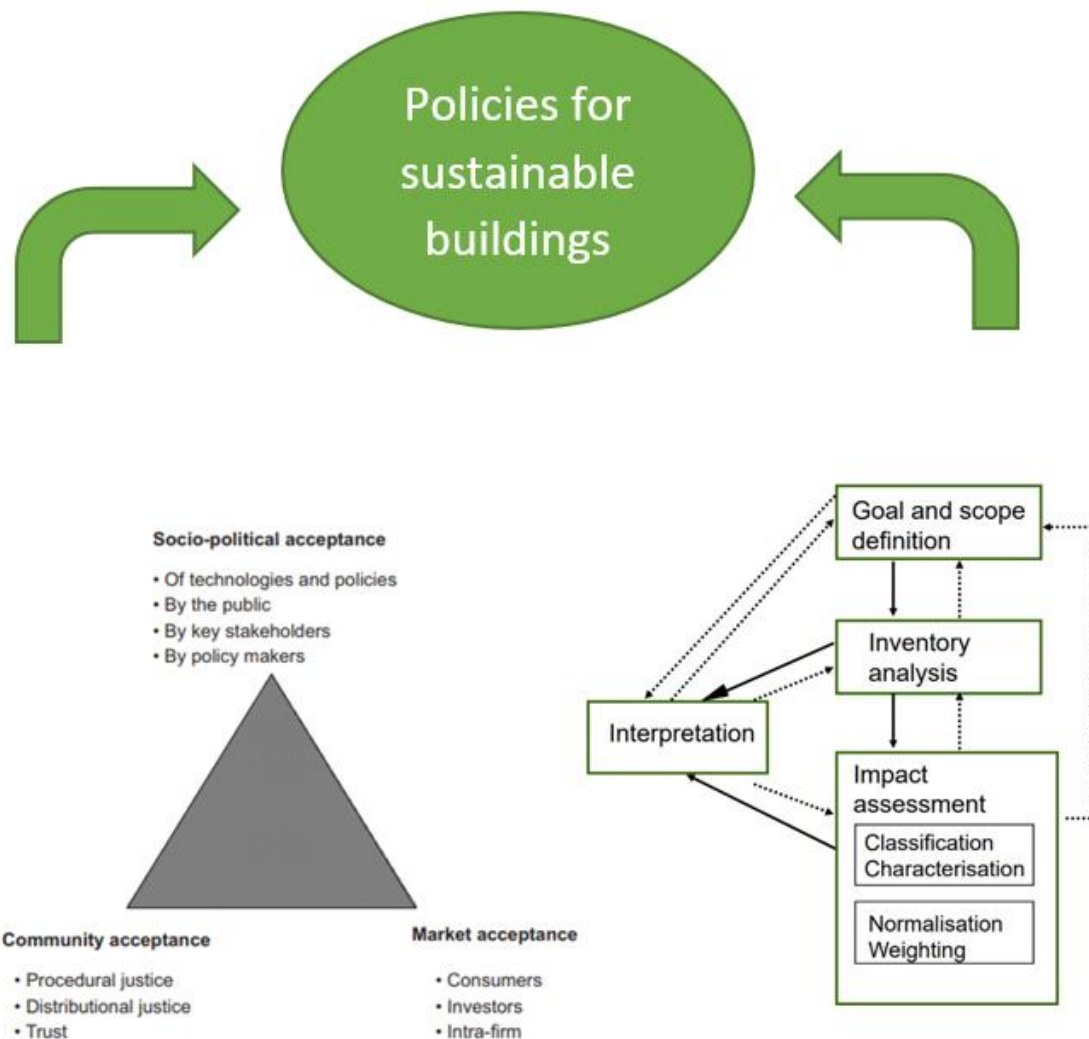 Policies for
sustainable
buildings
Socio-political acceptance
• Of technologies and policies
• By the public
• By key stakeholders
• By policy makers
Community acceptance
• Procedural justice
• Distributional justice
• Trust
Market acceptance
• Consumers
• Investors
• Intra-firm
Goal and scope
definition
Inventory
analysis
Interpretation
Impact
assessment
Classification
Characterisation
Normalisation
Weighting